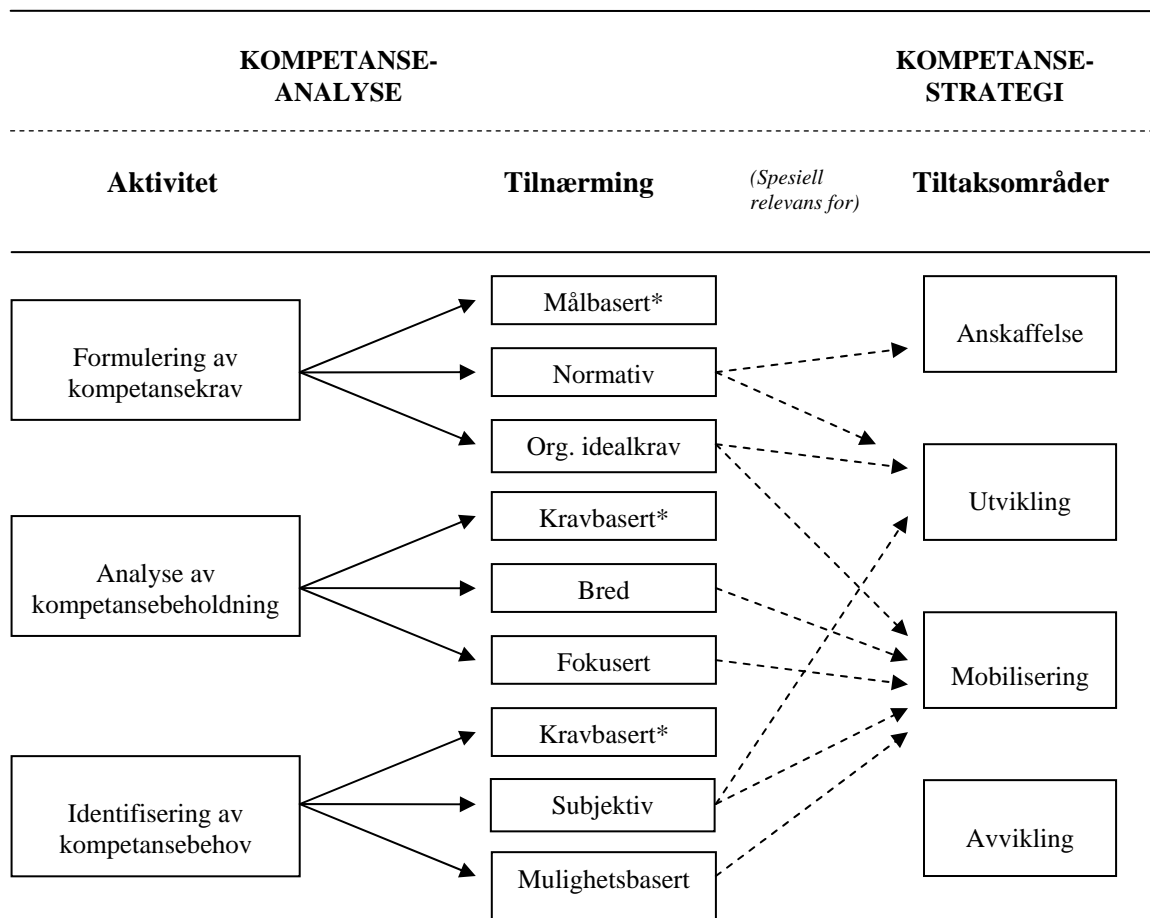 KOMPETANSE-
ANALYSE
KOMPETANSE-
STRATEGI
Aktivitet
Tilnærming
(Spesiell
relevans for)
Tiltaksområder
Formulering av
kompetansekrav
Målbasert*
Normativ
Org. idealkrav
Analyse av
kompetansebeholdning
Kravbasert*
Bred
Fokusert
Identifisering av
kompetansebehov
Kravbasert*
Subjektiv
Mulighetsbasert
Anskaffelse
Utvikling
Mobilisering
Avvikling